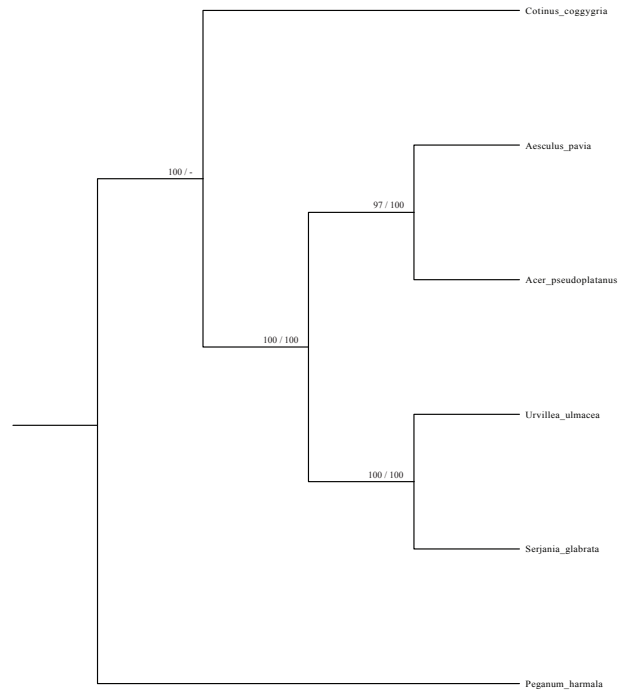 Cotinus_coggygria
Aesculus_pavia
100 / -
97 / 100
Acer_pseudoplatanus
100 / 100
Urvillea_ulmacea
100 / 100
Serjania_glabrata
Peganum_harmala